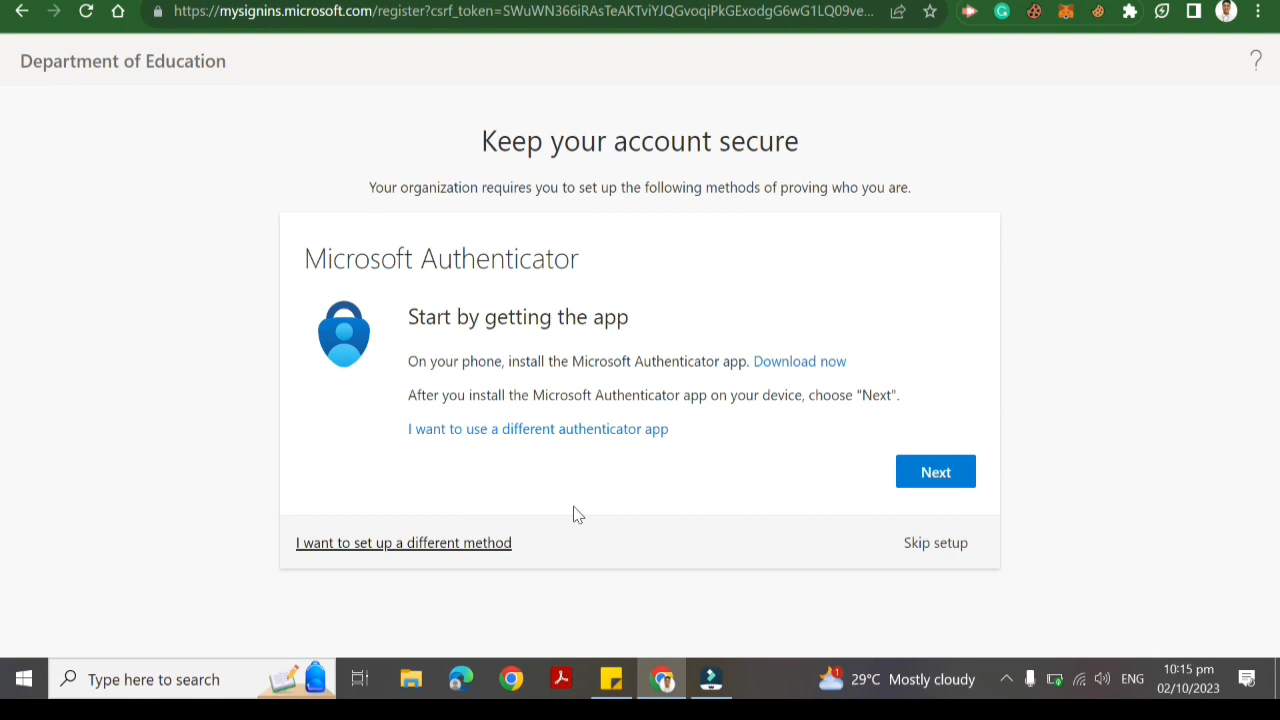 https://mysignins.microsoft.com/register?csrf_token=SWuWN366iRAsTeAKTviYJQGvoqiPkGExodgG6wG1LQ09ve...
Department of Education
?
Keep your account secure
Your organization requires you to set up the following methods of proving who you are.
Microsoft Authenticator
Start by getting the app
On your phone, install the Microsoft Authenticator app. Download now
After you install the Microsoft Authenticator app on your device, choose "Next".
I want to use a different authenticator app
Next
I want to set up a different method
Skip setup
Type here to search
29°C Mostly cloudy
ENG
10:15 pm
02/10/2023